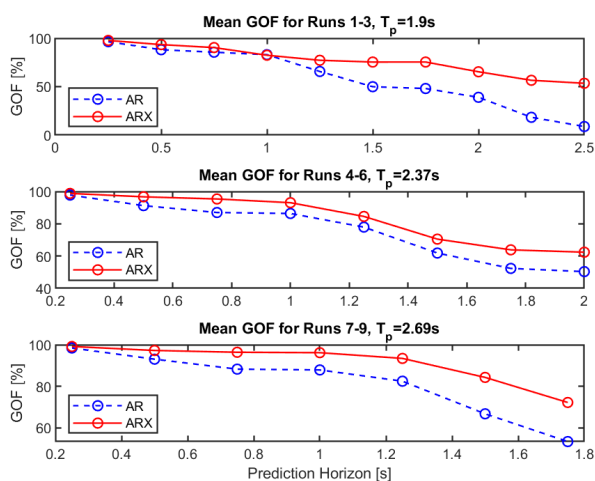 Mean GOF for Runs 1-3, T_p=1.9s
100
50
0
GOF [%]
AR
ARX
0 0.5 1 1.5 2 2.5
Mean GOF for Runs 4-6, T_p=2.37s
100
80
60
40
GOF [%]
AR
ARX
0.2 0.4 0.6 0.8 1 1.2 1.4 1.6 1.8 2
Mean GOF for Runs 7-9, T_p=2.69s
100
80
60
GOF [%]
AR
ARX
0.2 0.4 0.6 0.8 1 1.2 1.4 1.6 1.8
Prediction Horizon [s]